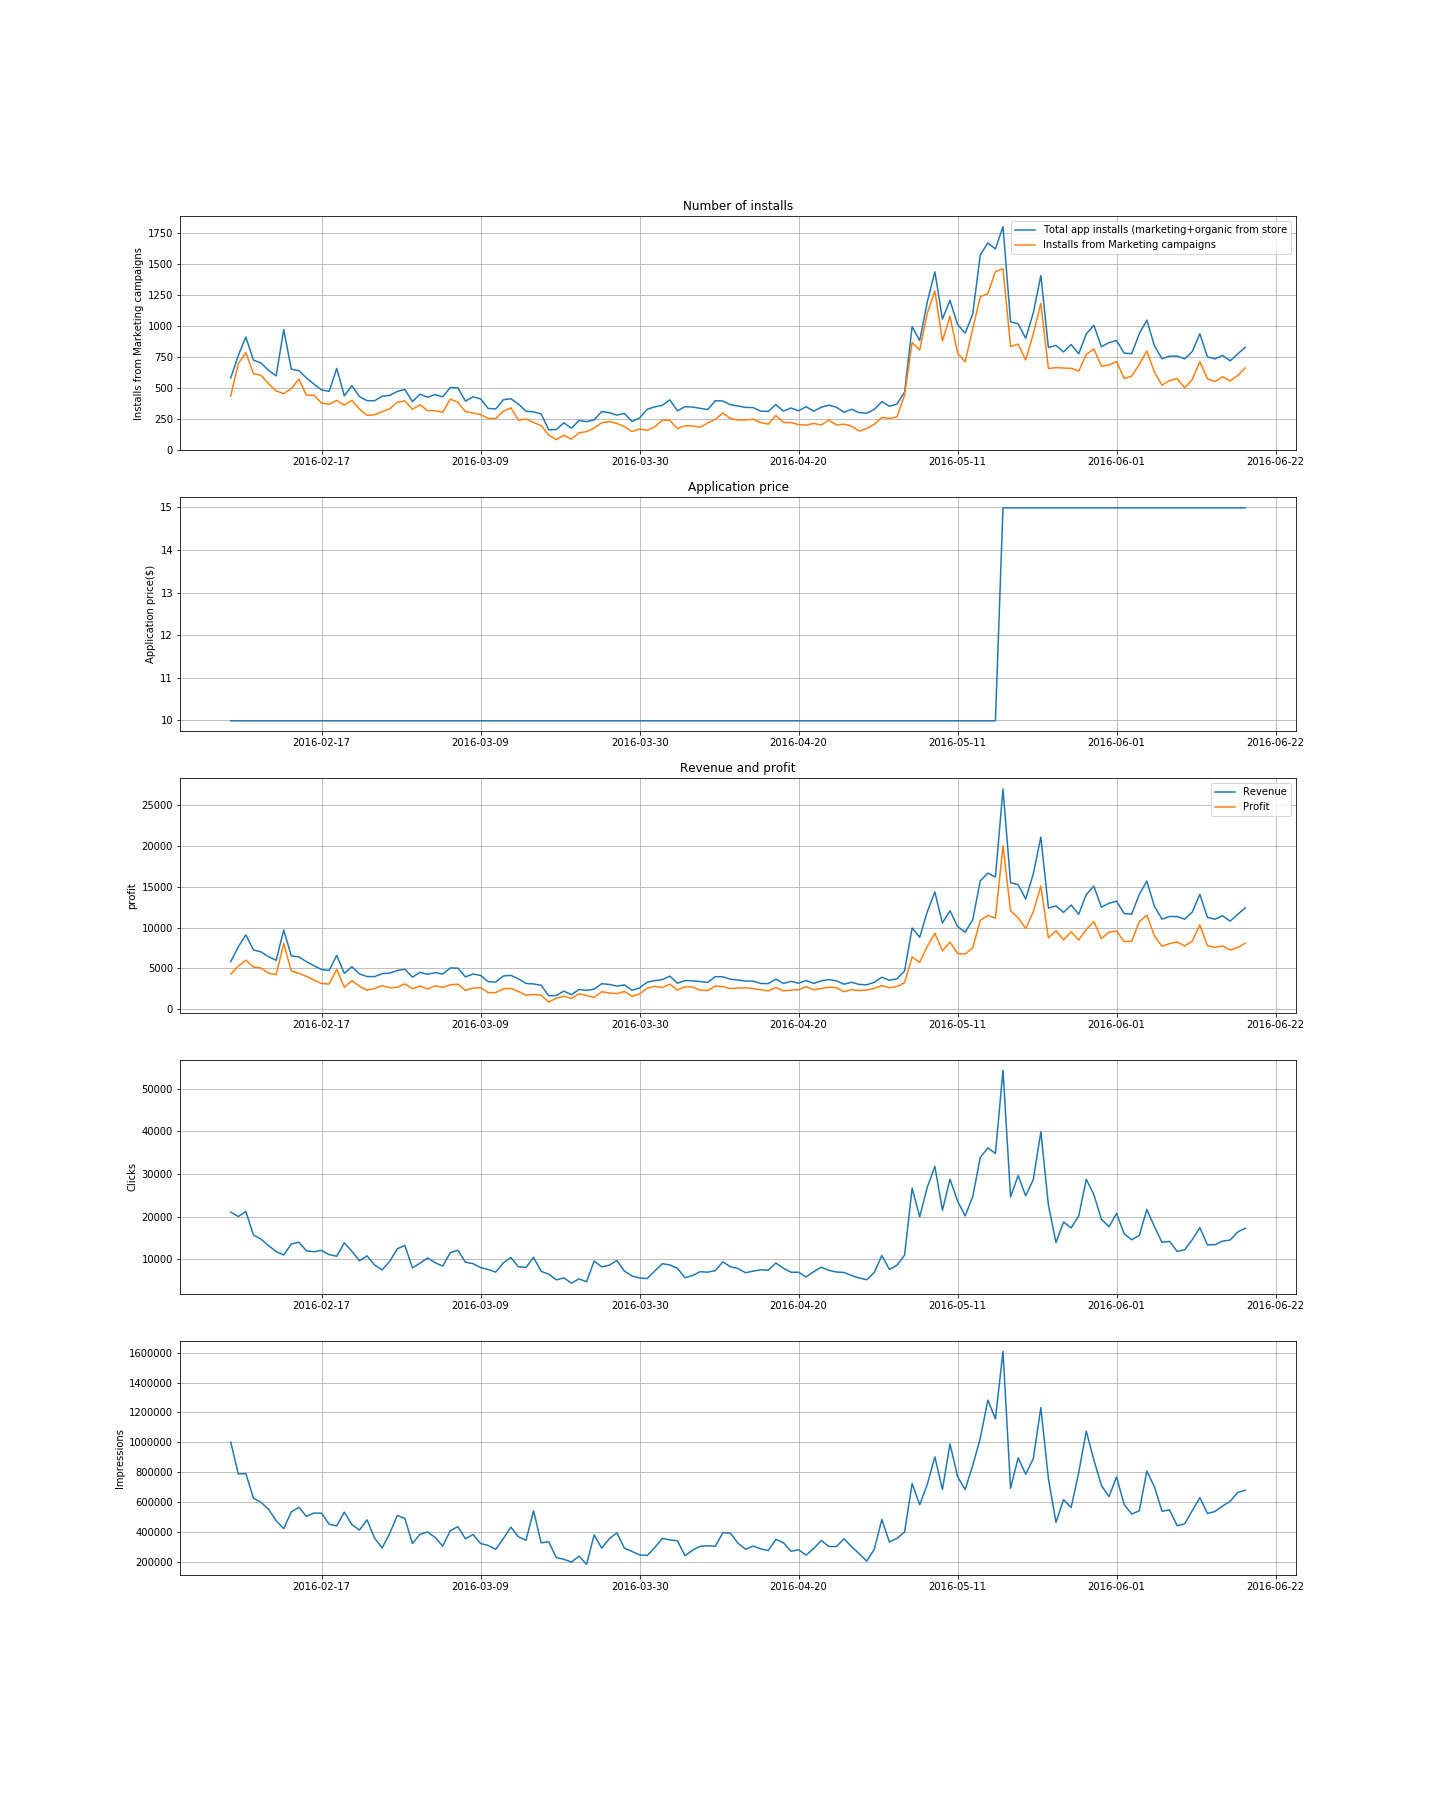 Number of installs
Installs from Marketing campaigns
1750
1500
1250
1000
750
500
250
0
Total app installs (marketing+organic from store
Installs from Marketing campaigns
2016-02-17 2016-03-09 2016-03-30 2016-04-20 2016-05-11 2016-06-01 2016-06-22
Application price
Application price($)
15
14
13
12
11
10
2016-02-17 2016-03-09 2016-03-30 2016-04-20 2016-05-11 2016-06-01 2016-06-22
Revenue and profit
profit
25000
20000
15000
10000
5000
0
Revenue
Profit
2016-02-17 2016-03-09 2016-03-30 2016-04-20 2016-05-11 2016-06-01 2016-06-22
Clicks
50000
40000
30000
20000
10000
2016-02-17 2016-03-09 2016-03-30 2016-04-20 2016-05-11 2016-06-01 2016-06-22
Impressions
1600000
1400000
1200000
1000000
800000
600000
400000
200000
2016-02-17 2016-03-09 2016-03-30 2016-04-20 2016-05-11 2016-06-01 2016-06-22